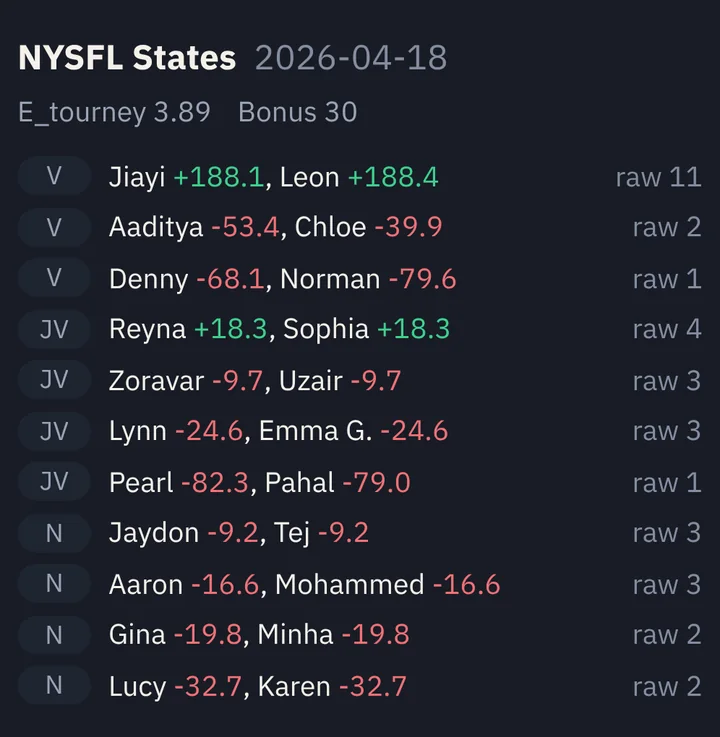 NYSFL States 2026-04-18
E_tourney 3.89 Bonus 30
V Jiayi +188.1, Leon +188.4 raw 11
V Aaditya -53.4, Chloe -39.9 raw 2
V Denny -68.1, Norman -79.6 raw 1
JV Reyna +18.3, Sophia +18.3 raw 4
JV Zoravar -9.7, Uzair -9.7 raw 3
JV Lynn -24.6, Emma G. -24.6 raw 3
JV Pearl -82.3, Pahal -79.0 raw 1
N Jaydon -9.2, Tej -9.2 raw 3
N Aaron -16.6, Mohammed -16.6 raw 3
N Gina -19.8, Minha -19.8 raw 2
N Lucy -32.7, Karen -32.7 raw 2